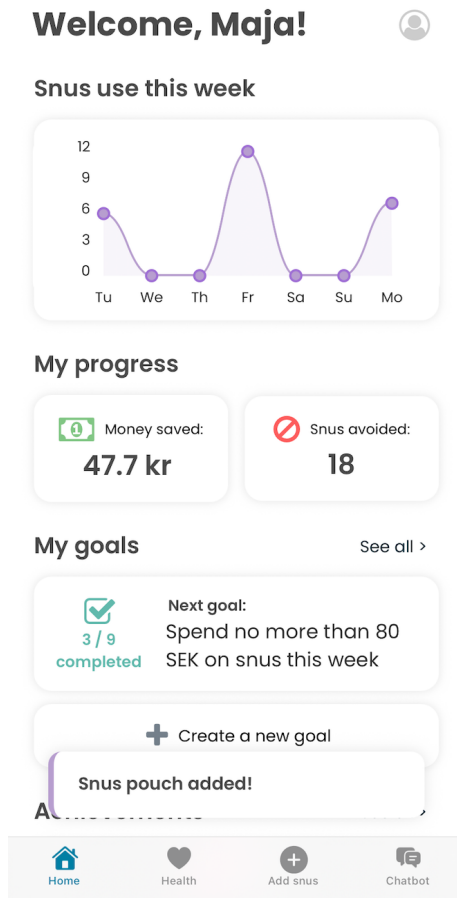 Welcome, Maja!
Snus use this week
12
9
6
3
0
Tu We Th Fr Sa Su Mo
My progress
Money saved:
47.7 kr
Snus avoided:
18
My goals
See all >
3 / 9
completed
Next goal:
Spend no more than 80
SEK on snus this week
Create a new goal
Snus pouch added!
Home
Health
Add snus
Chatbot